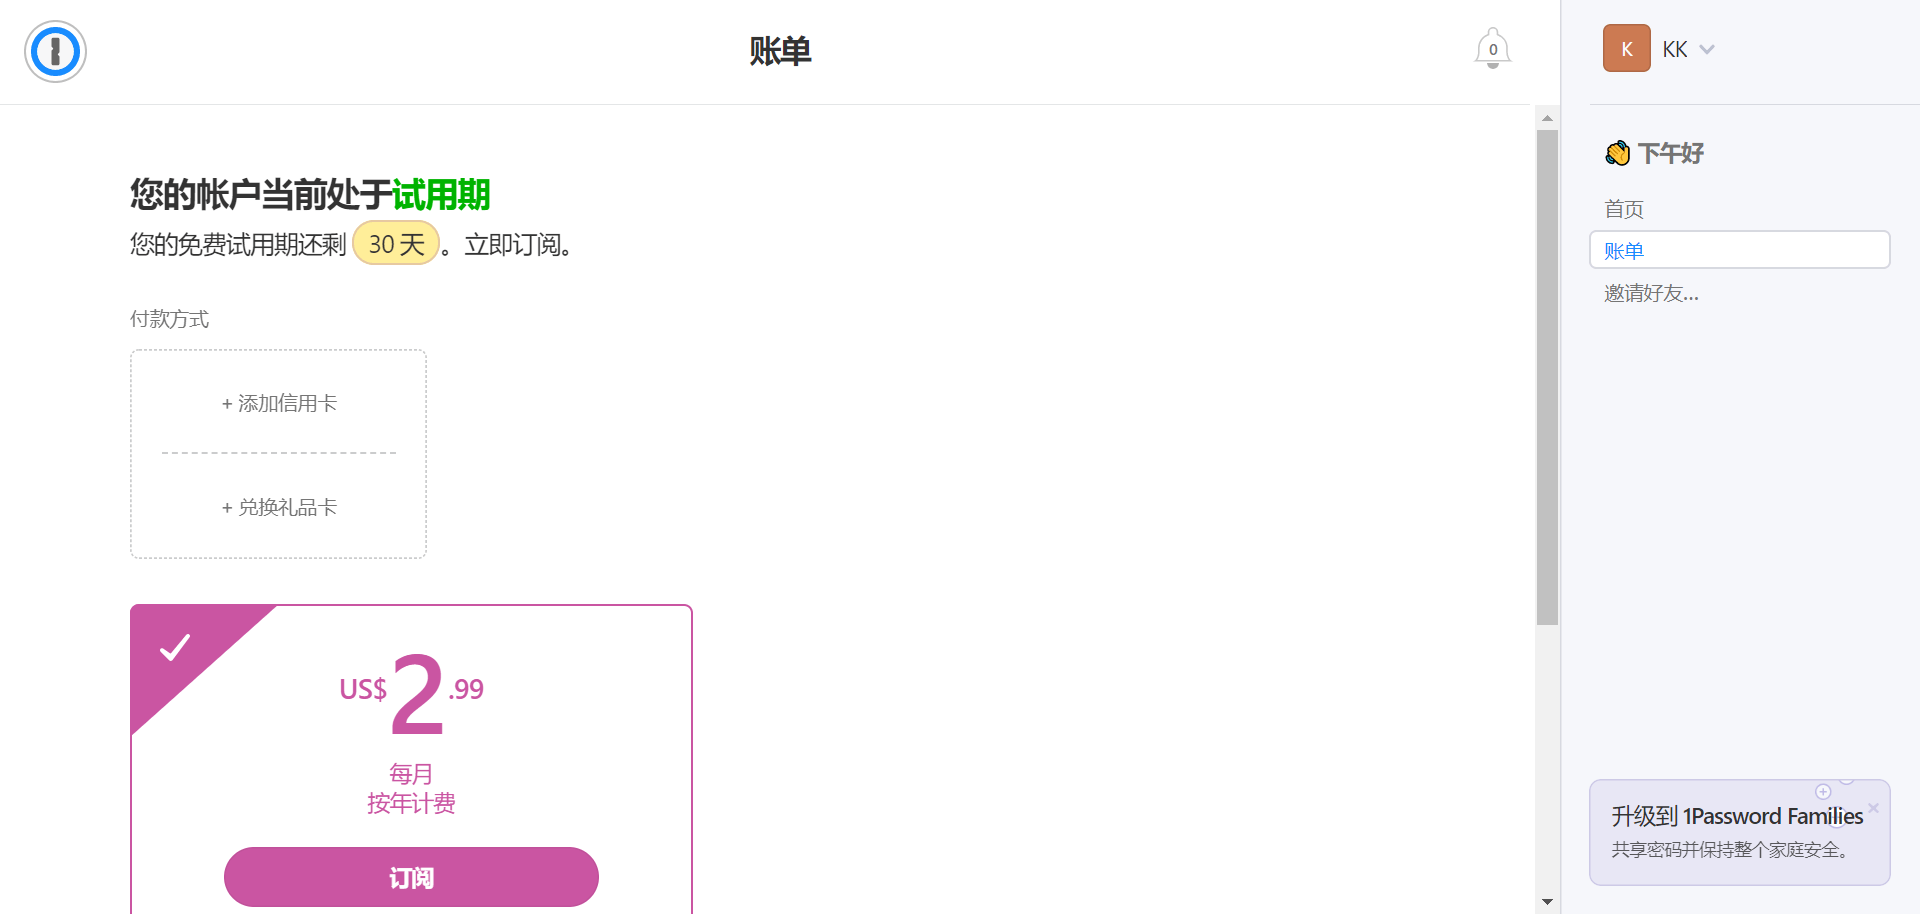 账单
0
K KK
您的帐户当前处于试用期
您的免费试用期还剩 30 天 。立即订阅。
付款方式
+ 添加信用卡
+ 兑换礼品卡
US$2.99
每月
按年计费
订阅
👋 下午好
首页
账单
邀请好友...
升级到 1Password Families
共享密码并保持整个家庭安全。